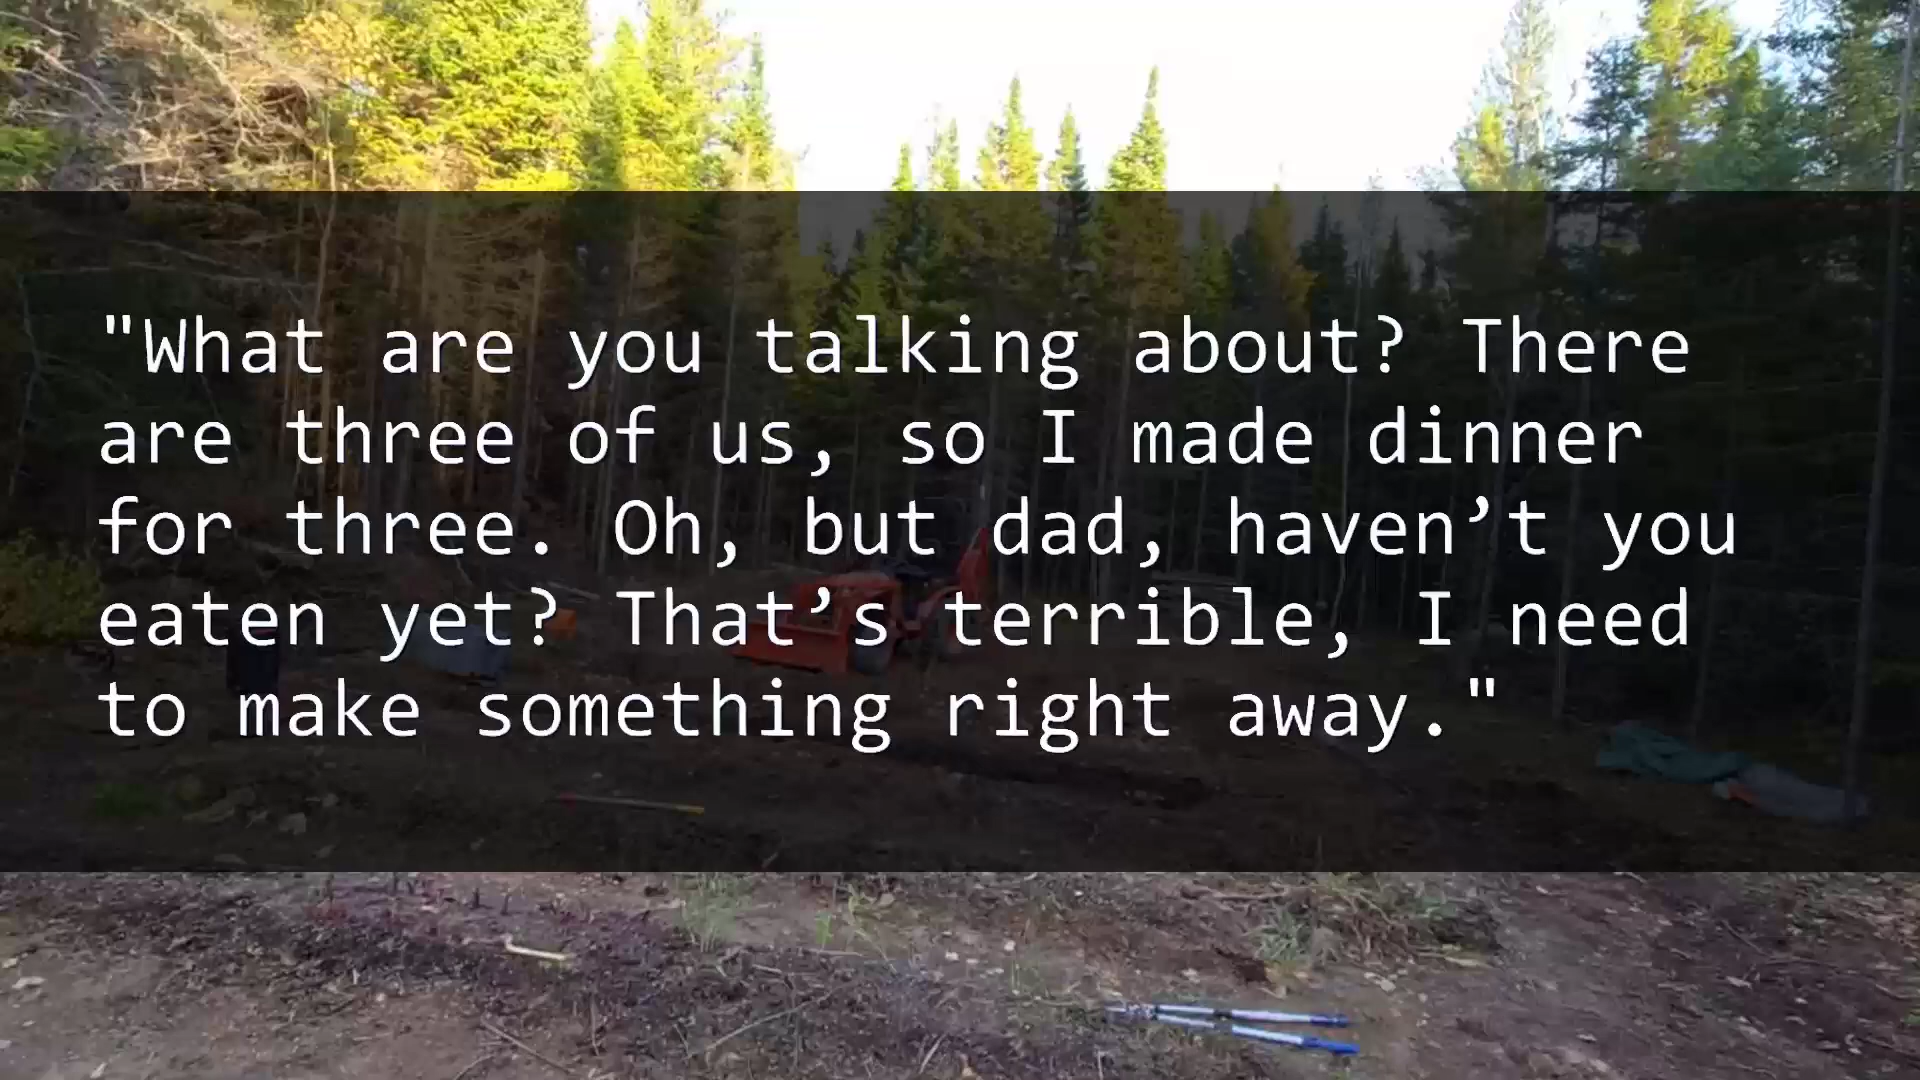 "What are you talking about? There
are three of us, so I made dinner
for three. Oh, but dad, haven’t you
eaten yet? That’s terrible, I need
to make something right away."